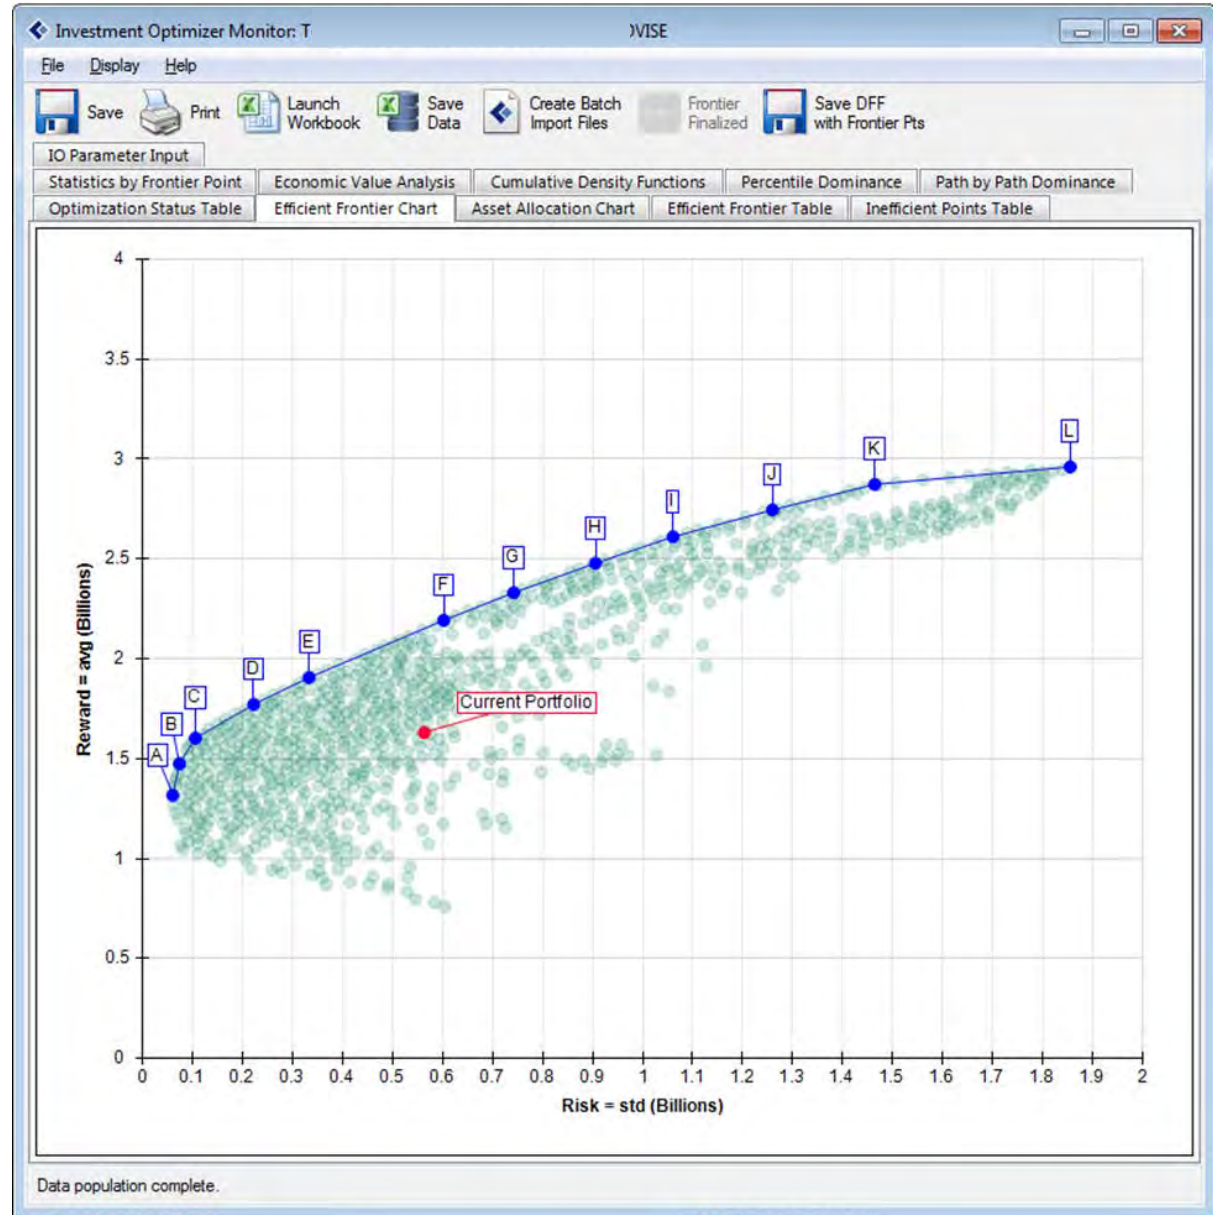 Investment Optimizer Monitor: T
VISE
File Display Help
Save
Print
Launch Workbook
Save Data
Create Batch Import Files
Frontier Finalized
Save DFF with Frontier Pts
IO Parameter Input
Statistics by Frontier Point Economic Value Analysis Cumulative Density Functions Percentile Dominance Path by Path Dominance
Optimization Status Table Efficient Frontier Chart Asset Allocation Chart Efficient Frontier Table Inefficient Points Table
4
3.5
3
2.5
2
1.5
1
0.5
0
Reward = avg (Billions)
A
B
C
D
E
F
G
H
I
J
K
L
Current Portfolio
0 0.1 0.2 0.3 0.4 0.5 0.6 0.7 0.8 0.9 1 1.1 1.2 1.3 1.4 1.5 1.6 1.7 1.8 1.9 2
Risk = std (Billions)
Data population complete.